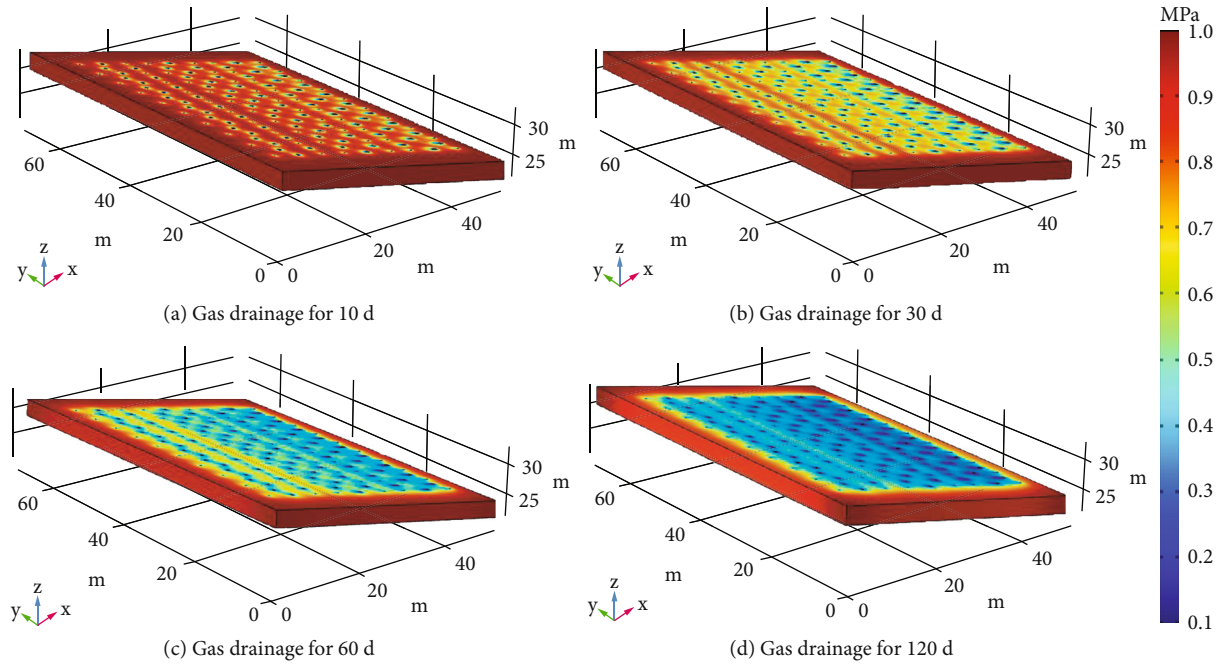 MPa
1.0
0.9
0.8
0.7
0.6
0.5
0.4
0.3
0.2
0.1
30
m
25
60
40
40
20
m
20
m
0 0
z
y x
(a) Gas drainage for 10 d
30
m
25
60
40
40
20
m
20
m
0 0
z
y x
(b) Gas drainage for 30 d
30
m
25
60
40
40
20
m
20
m
0 0
z
y x
(c) Gas drainage for 60 d
30
m
25
60
40
40
20
m
20
m
0 0
z
y x
(d) Gas drainage for 120 d